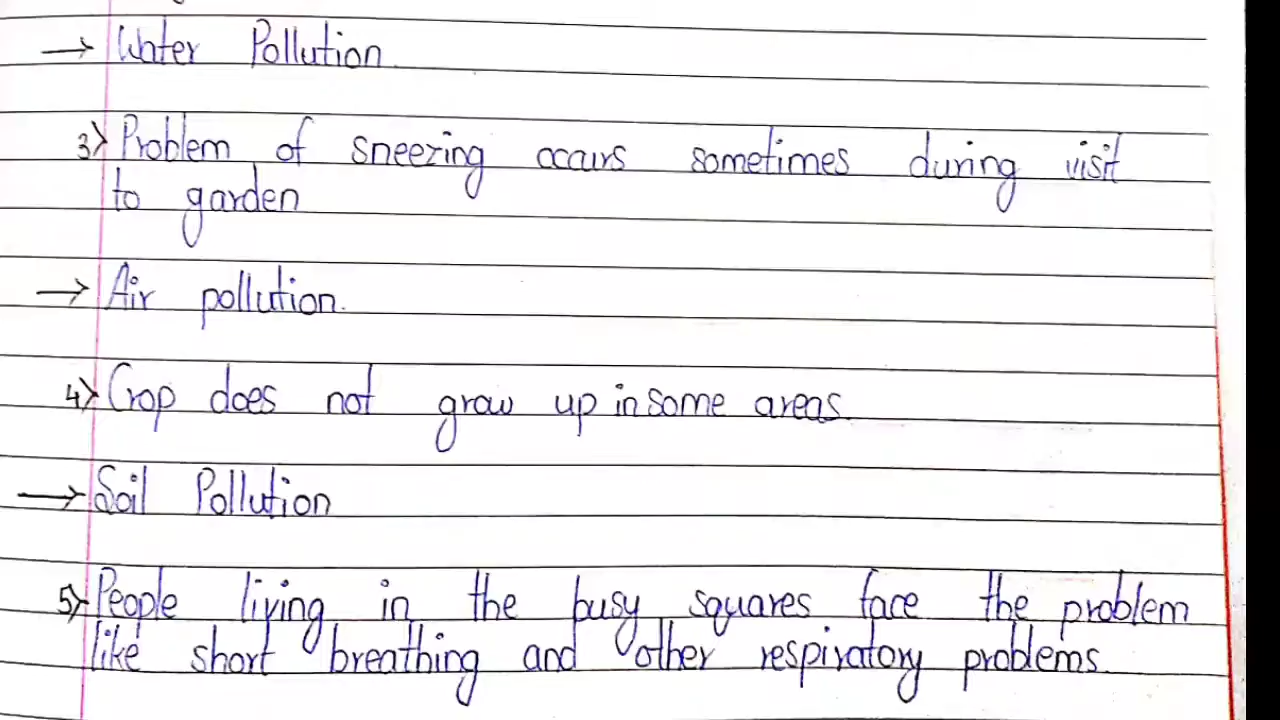 → Water Pollution.
3) Problem of sneezing occurs sometimes during visit
to garden
→ Air pollution.
4) Crop does not grow up in some areas.
→ Soil Pollution
5) People living in the busy squares face the problem
like short breathing and other respiratory problems.